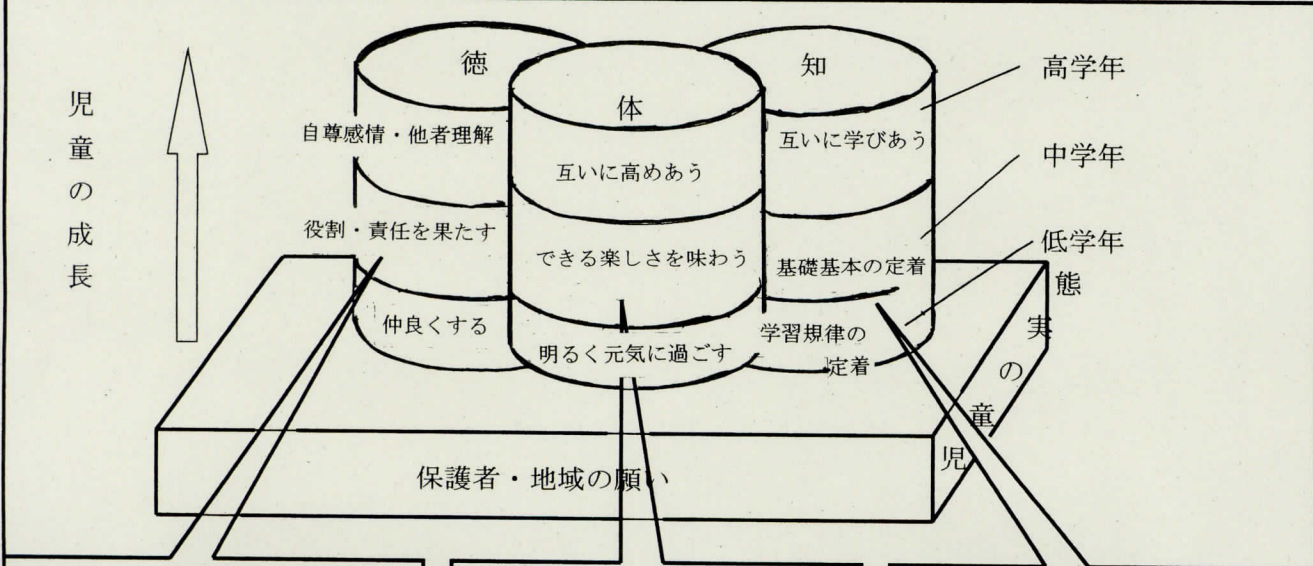 児童の成長
徳
体
知
自尊感情・他者理解
役割・責任を果たす
仲良くする
互いに高めあう
できる楽しさを味わう
明るく元気に過ごす
互いに学びあう
基礎基本の定着
学習規律の
定着
高学年
中学年
低学年
児童の実態
保護者・地域の願い